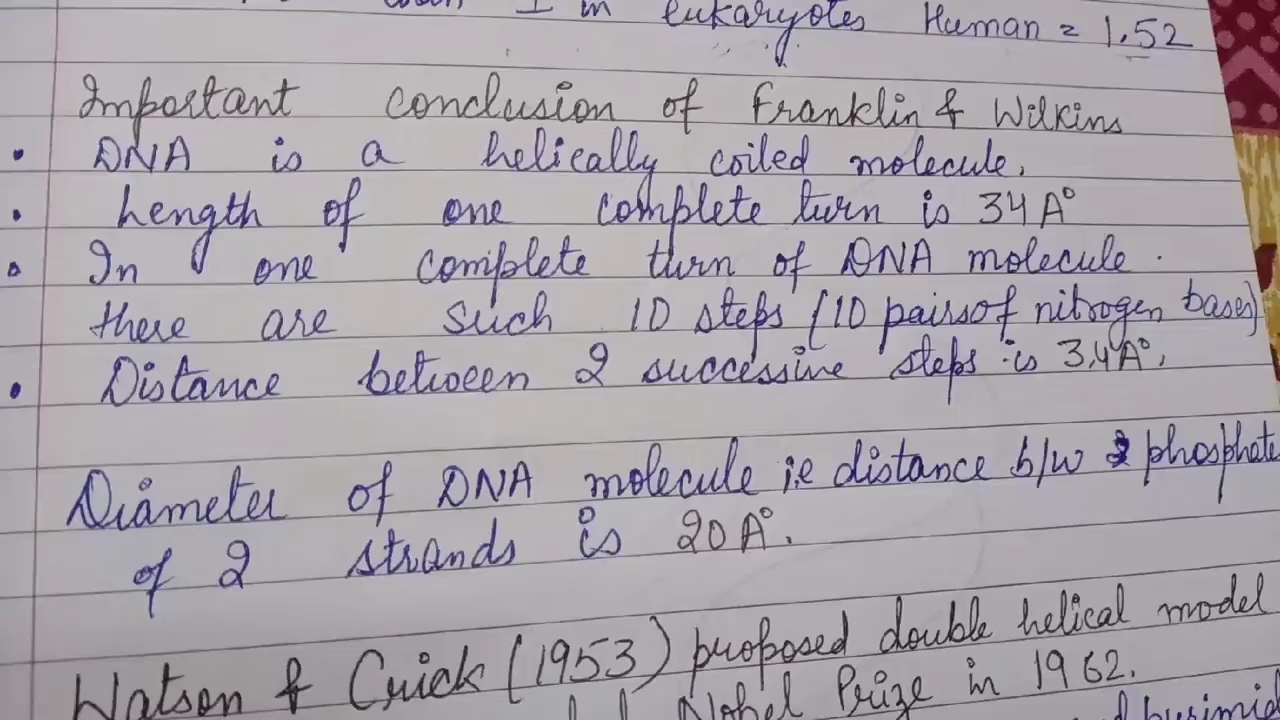 I in eukaryotes Human = 1.52
Important conclusion of Franklin & Wilkins
• DNA is a helically coiled molecule.
• Length of one complete turn is 34 A°
• In one complete turn of DNA molecule.
there are such 10 steps (10 pairs of nitrogen bases)
• Distance between 2 successive steps is 3.4 A°.
Diameter of DNA molecule i.e distance b/w 2 phosphate
of 2 strands is 20 A°.
Watson & Crick (1953) proposed double helical model
Nobel Prize in 1962.